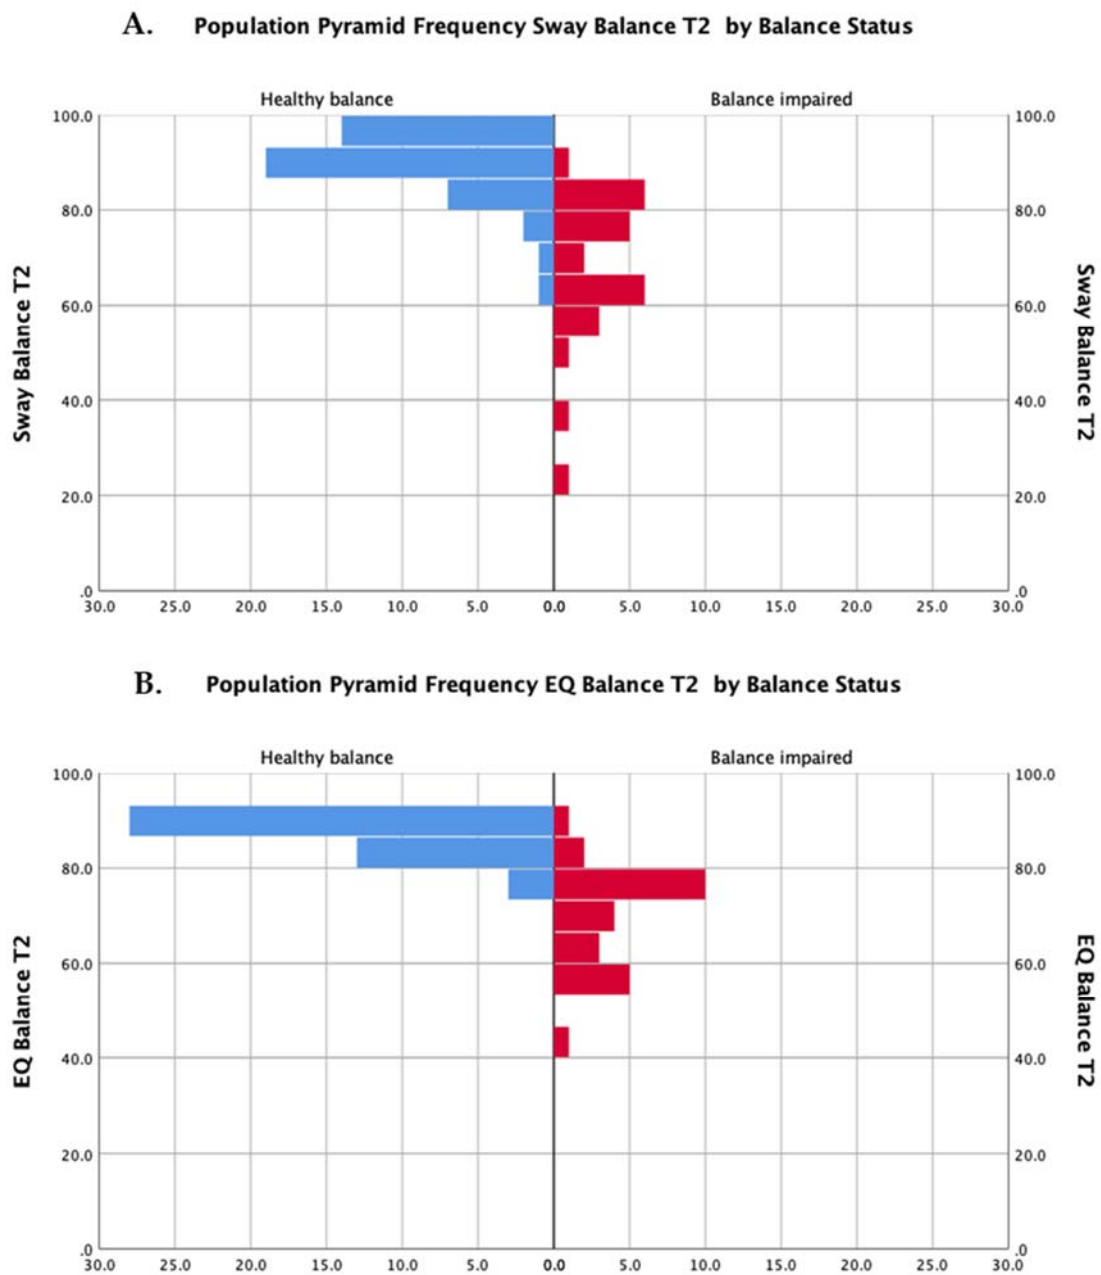 A. Population Pyramid Frequency Sway Balance T2 by Balance Status
Healthy balance Balance impaired
100.0 100.0
80.0 80.0
60.0 60.0
40.0 40.0
20.0 20.0
.0 .0
Sway Balance T2
Sway Balance T2
30.0 25.0 20.0 15.0 10.0 5.0 0.0 5.0 10.0 15.0 20.0 25.0 30.0
B. Population Pyramid Frequency EQ Balance T2 by Balance Status
Healthy balance Balance impaired
100.0 100.0
80.0 80.0
60.0 60.0
40.0 40.0
20.0 20.0
.0 .0
EQ Balance T2
EQ Balance T2
30.0 25.0 20.0 15.0 10.0 5.0 0.0 5.0 10.0 15.0 20.0 25.0 30.0